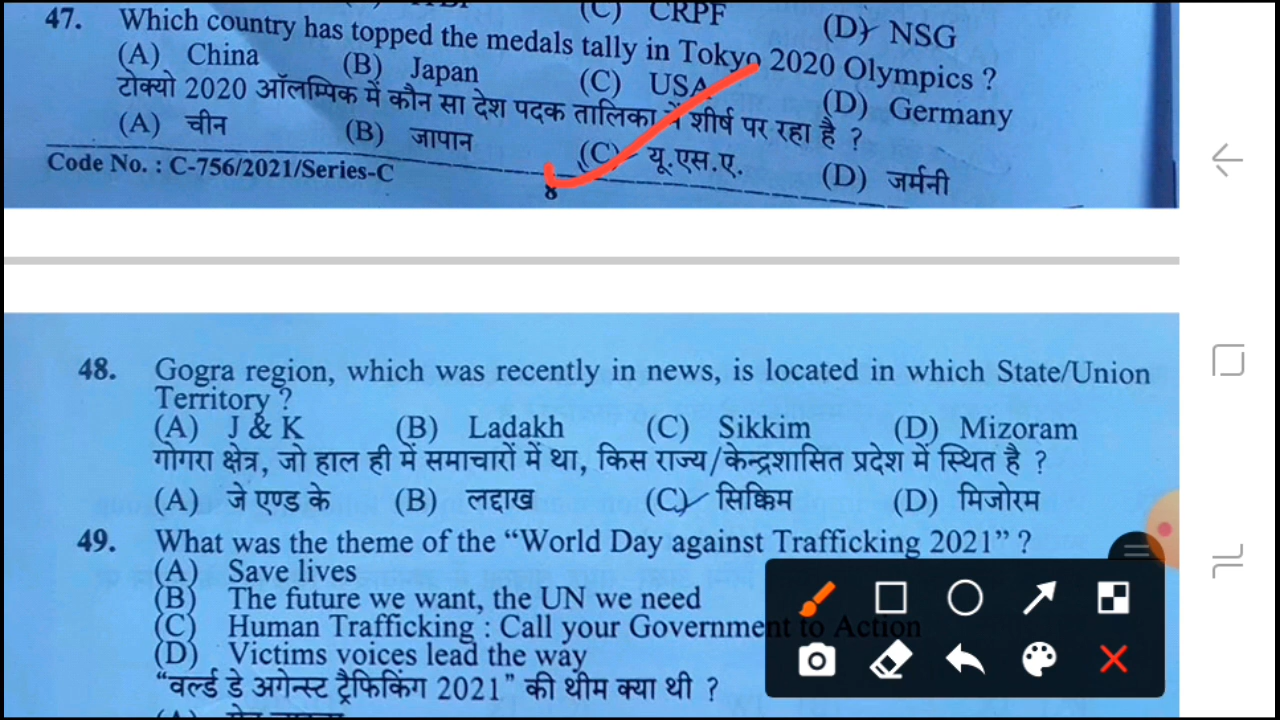 (C) CRPF
(D) NSG
47. Which country has topped the medals tally in Tokyo 2020 Olympics ?
(A) China (B) Japan (C) USA (D) Germany
टोक्यो 2020 ऑलम्पिक में कौन सा देश पदक तालिका में शीर्ष पर रहा है ?
(A) चीन (B) जापान (C) यू.एस.ए. (D) जर्मनी
Code No. : C-756/2021/Series-C
8
48. Gogra region, which was recently in news, is located in which State/Union
Territory ?
(A) J & K (B) Ladakh (C) Sikkim (D) Mizoram
गोगरा क्षेत्र, जो हाल ही में समाचारों में था, किस राज्य/केन्द्रशासित प्रदेश में स्थित है ?
(A) जे एण्ड के (B) लद्दाख (C) सिक्किम (D) मिजोरम
49. What was the theme of the “World Day against Trafficking 2021” ?
(A) Save lives
(B) The future we want, the UN we need
(C) Human Trafficking : Call your Government to Action
(D) Victims voices lead the way
“वर्ल्ड डे अगेन्स्ट ट्रैफिकिंग 2021” की थीम क्या थी ?